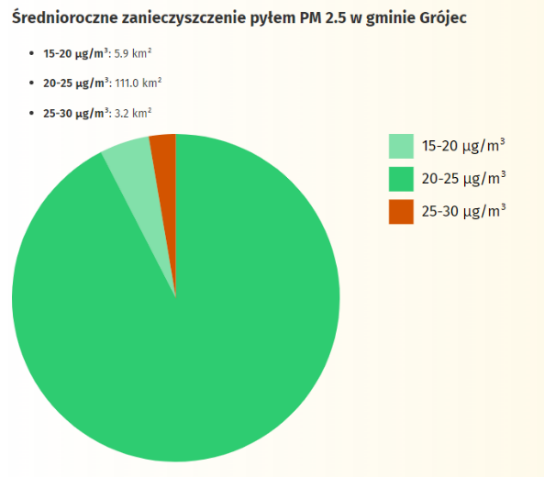 Średnioroczne zanieczyszczenie pyłem PM 2.5 w gminie Grójec
• 15-20 μg/m³: 5.9 km²
• 20-25 μg/m³: 111.0 km²
• 25-30 μg/m³: 3.2 km²
15-20 μg/m³
20-25 μg/m³
25-30 μg/m³